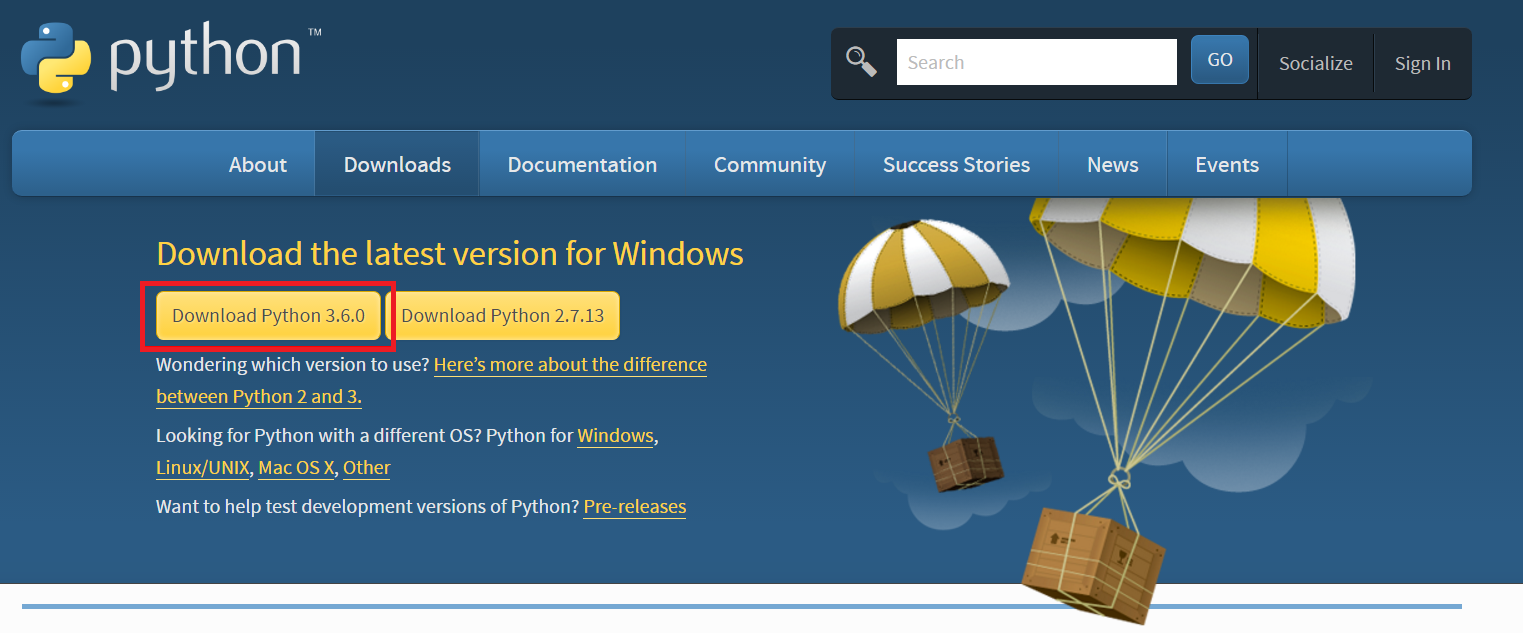 python™
Search
GO
Socialize
Sign In
About
Downloads
Documentation
Community
Success Stories
News
Events
Download the latest version for Windows
Download Python 3.6.0
Download Python 2.7.13
Wondering which version to use? Here’s more about the difference
between Python 2 and 3.
Looking for Python with a different OS? Python for Windows,
Linux/UNIX, Mac OS X, Other
Want to help test development versions of Python? Pre-releases